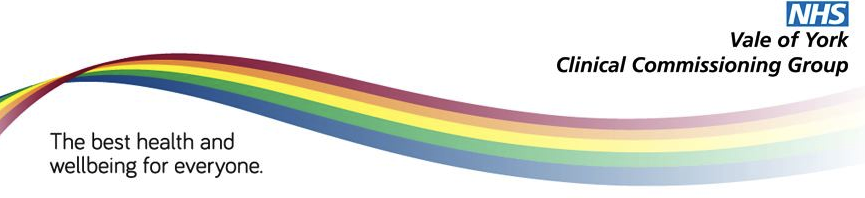 NHS
Vale of York
Clinical Commissioning Group
The best health and
wellbeing for everyone.